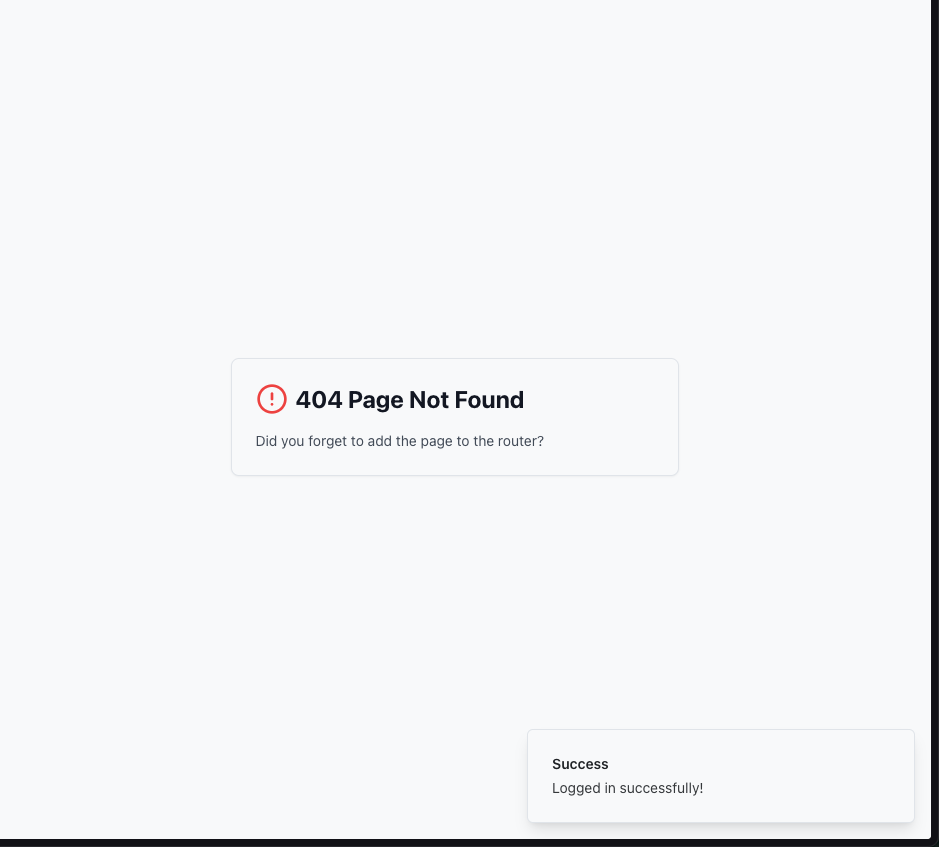 404 Page Not Found
Did you forget to add the page to the router?
Success
Logged in successfully!